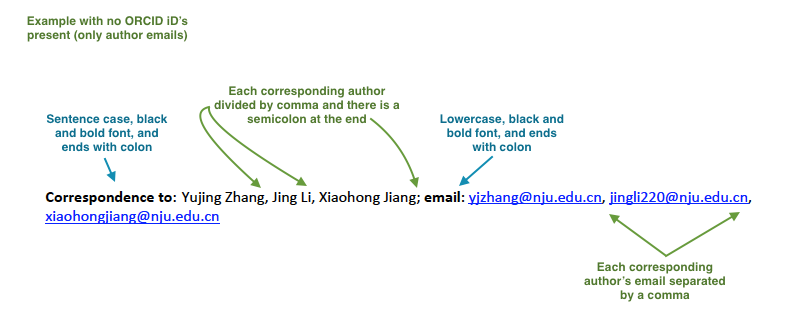 Example with no ORCID iD's
present (only author emails)
Each corresponding author
divided by comma and there is a
semicolon at the end
Sentence case, black
and bold font, and
ends with colon
Lowercase, black and
bold font, and ends
with colon
Correspondence to: Yujing Zhang, Jing Li, Xiaohong Jiang; email: yjzhang@nju.edu.cn, jingli220@nju.edu.cn,
xiaohongjiang@nju.edu.cn
Each corresponding
author's email separated
by a comma